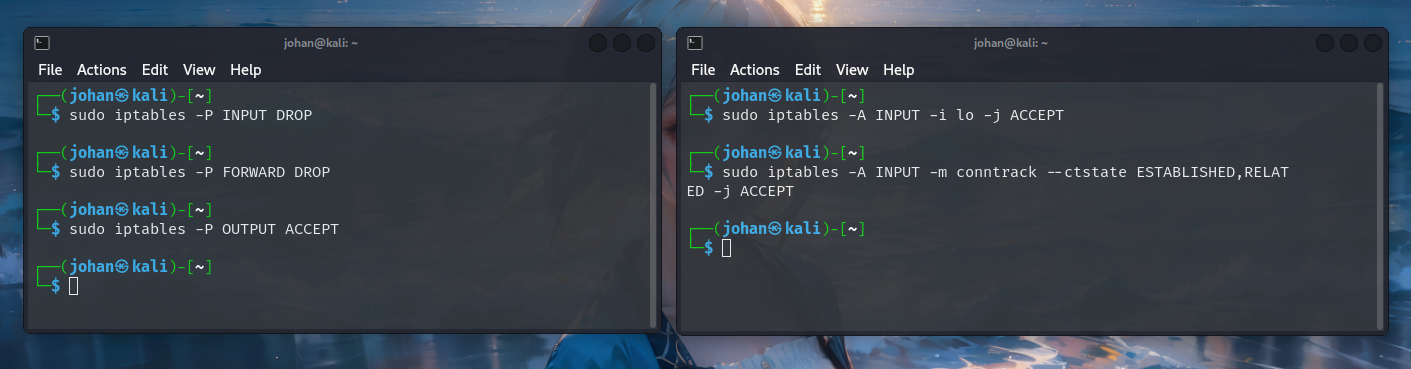 johan@kali: ~
File Actions Edit View Help
┌──(johan㉿kali)-[~]
└─$ sudo iptables -P INPUT DROP
┌──(johan㉿kali)-[~]
└─$ sudo iptables -P FORWARD DROP
┌──(johan㉿kali)-[~]
└─$ sudo iptables -P OUTPUT ACCEPT
┌──(johan㉿kali)-[~]
└─$
johan@kali: ~
File Actions Edit View Help
┌──(johan㉿kali)-[~]
└─$ sudo iptables -A INPUT -i lo -j ACCEPT
┌──(johan㉿kali)-[~]
└─$ sudo iptables -A INPUT -m conntrack --ctstate ESTABLISHED,RELAT
ED -j ACCEPT
┌──(johan㉿kali)-[~]
└─$